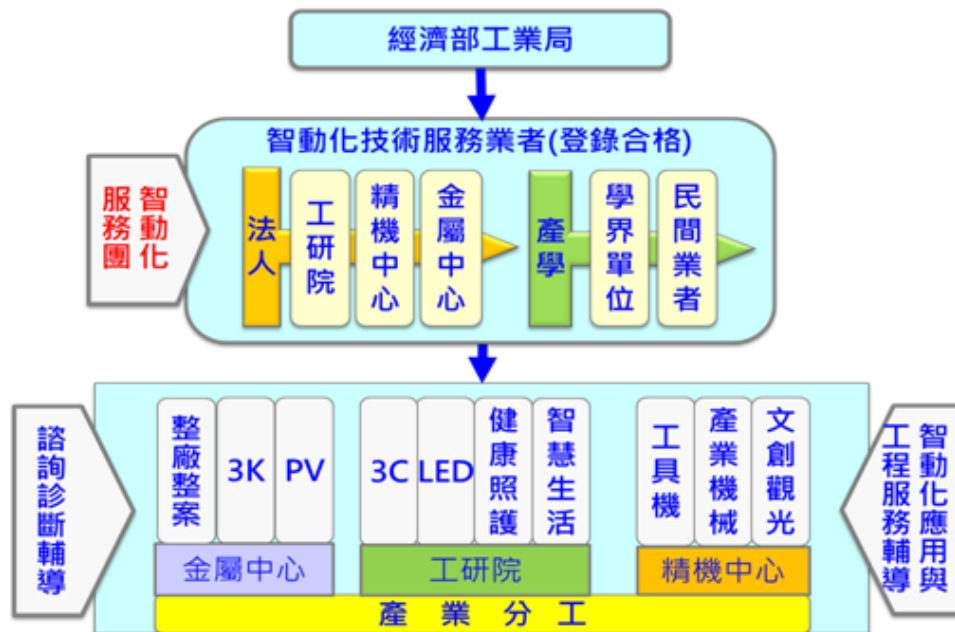 經濟部工業局
智動化技術服務業者(登錄合格)
智動化
服務團
法人
工研院
精機中心
金屬中心
產學
學界單位
民間業者
諮詢診斷輔導
整廠整案
3K
PV
3C
LED
健康照護
智慧生活
工具機
產業機械
文創觀光
智動化應用與
工程服務輔導
金屬中心
工研院
精機中心
產業分工